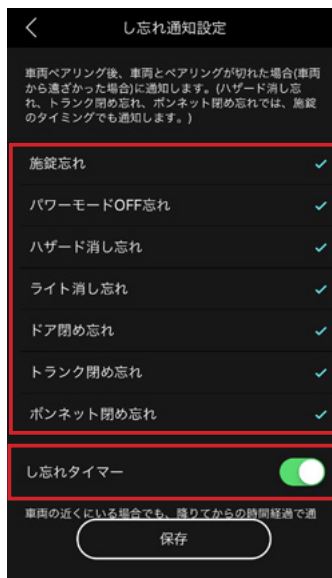 し忘れ通知設定
車両ペアリング後、車両とペアリングが切れた場合(車両
から遠ざかった場合)に通知します。(ハザード消し忘
れ、トランク閉め忘れ、ボンネット閉め忘れでは、施錠
のタイミングでも通知します。)
施錠忘れ
パワーモードOFF忘れ
ハザード消し忘れ
ライト消し忘れ
ドア閉め忘れ
トランク閉め忘れ
ボンネット閉め忘れ
し忘れタイマー
車両の近くにいる場合でも、降りてからの時間経過で通
保存